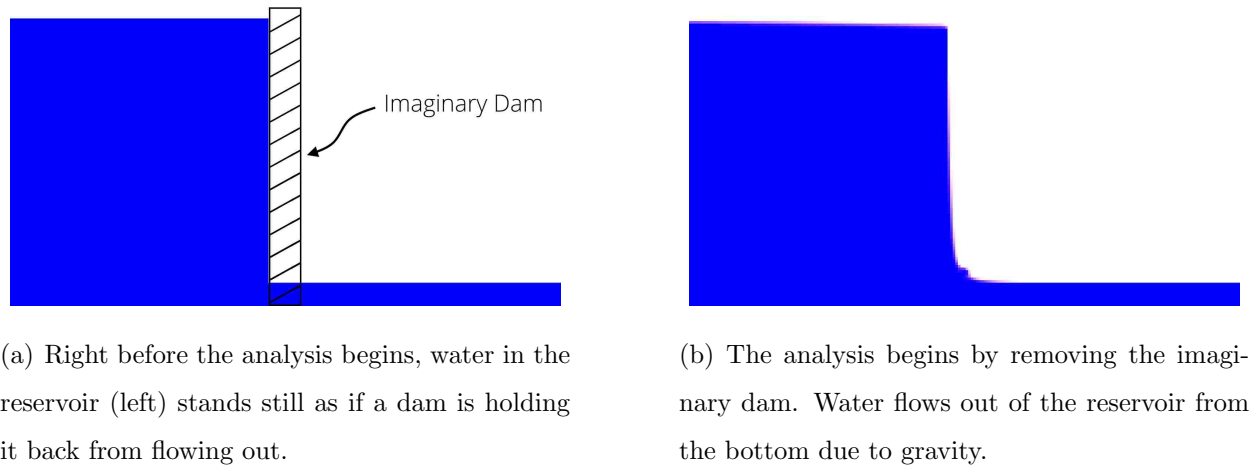 Imaginary Dam
(a) Right before the analysis begins, water in the
reservoir (left) stands still as if a dam is holding
it back from flowing out.
(b) The analysis begins by removing the imagi-
nary dam. Water flows out of the reservoir from
the bottom due to gravity.